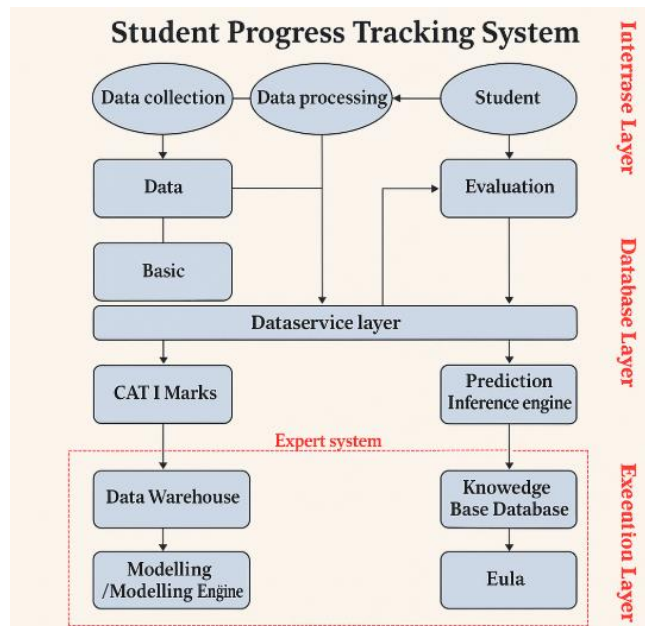 Student Progress Tracking System
Data collection
Data processing
Student
Data
Evaluation
Basic
Dataservice layer
CAT I Marks
Prediction
Inference engine
Expert system
Data Warehouse
Knowedge
Base Database
Modelling
/Modelling Engine
Eula
Interrase Layer
Database Layer
Exeention Layer